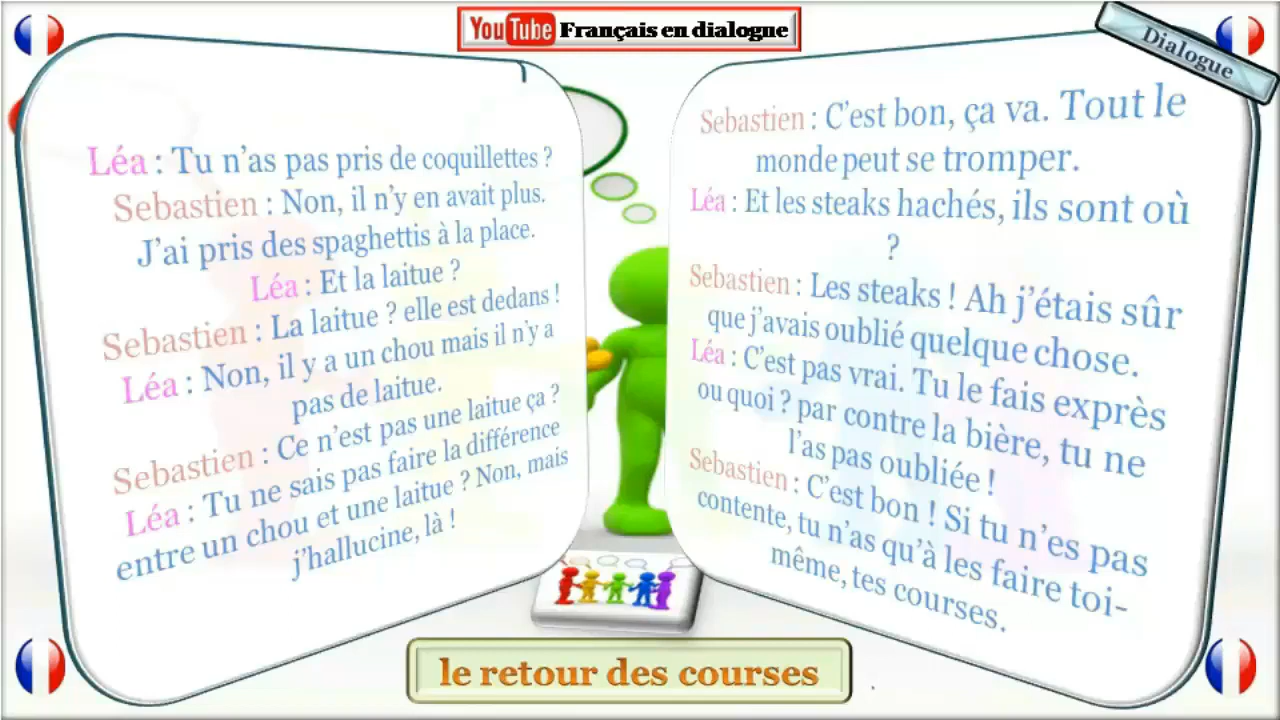 YouTube Français en dialogue
Dialogue
Léa : Tu n'as pas pris de coquillettes ?
Sebastien : Non, il n'y en avait plus.
J'ai pris des spaghettis à la place.
Léa : Et la laitue ?
Sebastien : La laitue ? elle est dedans !
Léa : Non, il y a un chou mais il n'y a
pas de laitue.
Sebastien : Ce n'est pas une laitue ça ?
Léa : Tu ne sais pas faire la différence
entre un chou et une laitue ? Non, mais
j'hallucine, là !
Sebastien : C'est bon, ça va. Tout le
monde peut se tromper.
Léa : Et les steaks hachés, ils sont où
?
Sebastien : Les steaks ! Ah j'étais sûr
que j'avais oublié quelque chose.
Léa : C'est pas vrai. Tu le fais exprès
ou quoi ? par contre la bière, tu ne
l'as pas oubliée !
Sebastien : C'est bon ! Si tu n'es pas
contente, tu n'as qu'à les faire toi-
même, tes courses.
le retour des courses